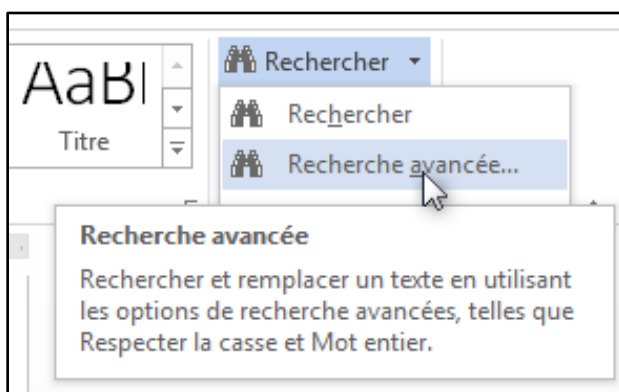 AaBl
Titre
Rechercher
Rechercher
Recherche avancée...
Recherche avancée
Rechercher et remplacer un texte en utilisant
les options de recherche avancées, telles que
Respecter la casse et Mot entier.